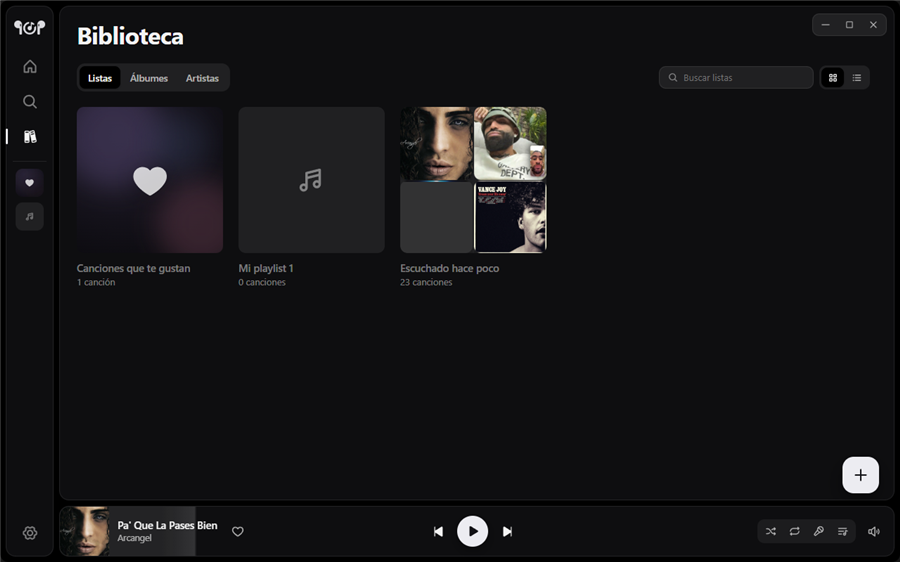 POP
Biblioteca
Listas
Álbumes
Artistas
Buscar listas
VANCE JOY
Canciones que te gustan
1 canción
Mi playlist 1
0 canciones
Escuchado hace poco
23 canciones
Pa' Que La Pases Bien
Arcangel